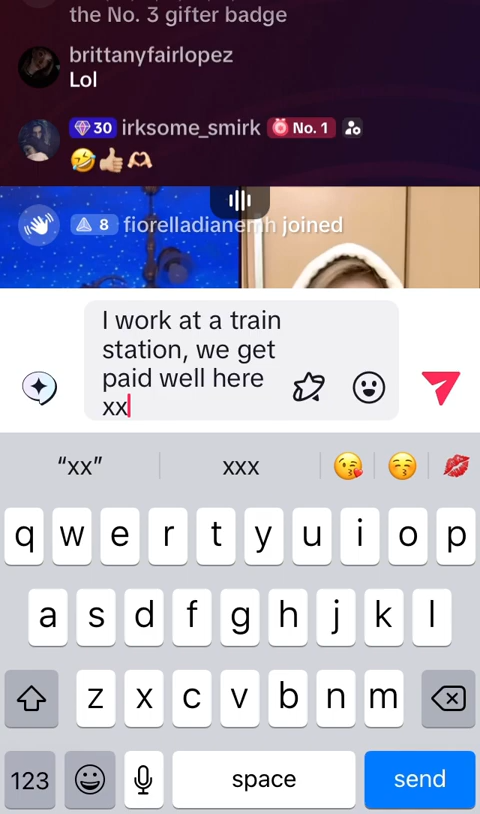 the No. 3 gifter badge
brittanyfairlopez
Lol
30 irksome_smirk No. 1
8 fiorelladianemh joined
I work at a train
station, we get
paid well here
xx
“xx” xxx
q w e r t y u i o p
a s d f g h j k l
z x c v b n m
123 space send